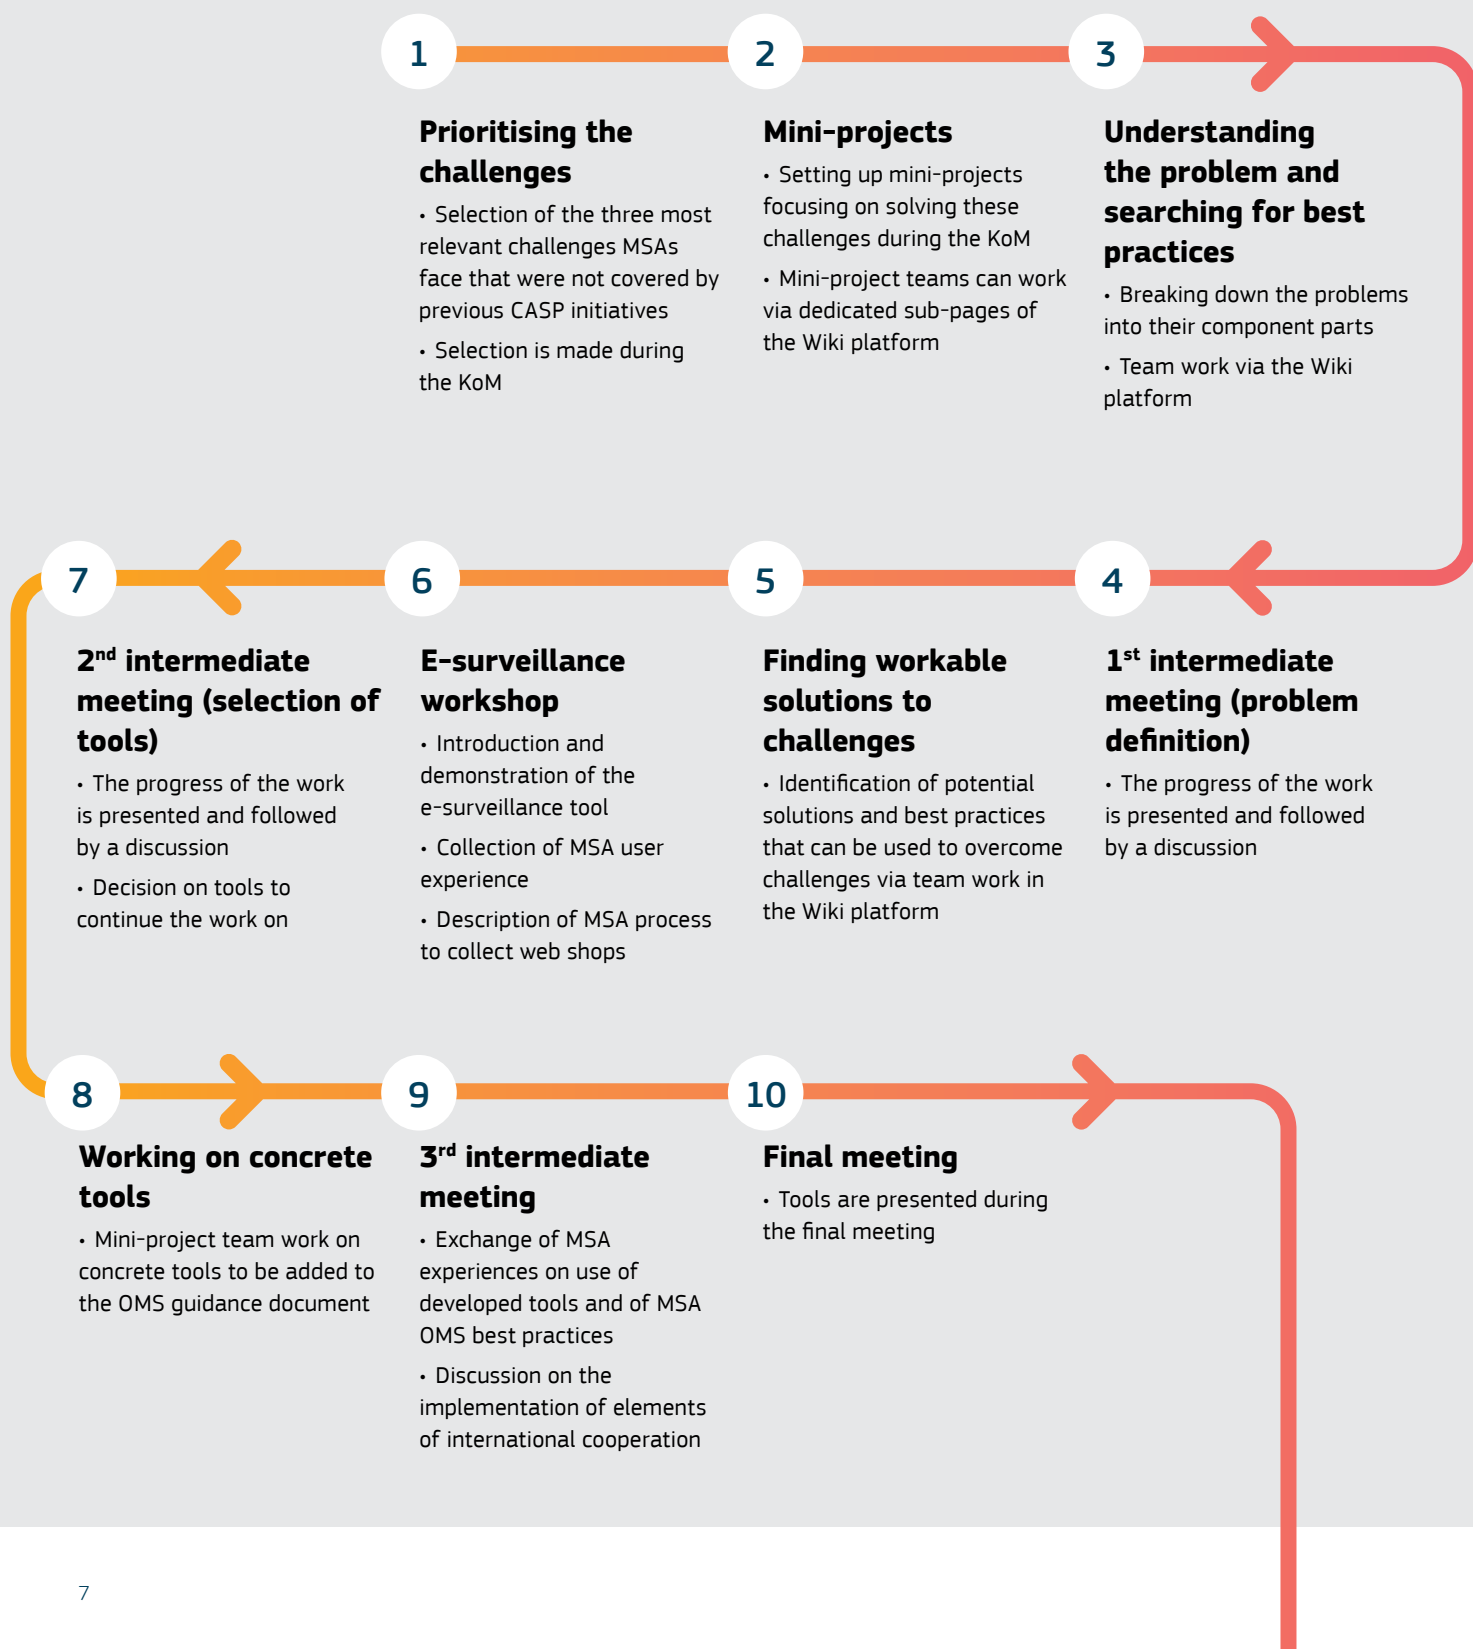 1
Prioritising the
challenges
• Selection of the three most
relevant challenges MSAs
face that were not covered by
previous CASP initiatives
• Selection is made during
the KoM
2
Mini-projects
• Setting up mini-projects
focusing on solving these
challenges during the KoM
• Mini-project teams can work
via dedicated sub-pages of
the Wiki platform
3
Understanding
the problem and
searching for best
practices
• Breaking down the problems
into their component parts
• Team work via the Wiki
platform
4
1st intermediate
meeting (problem
definition)
• The progress of the work
is presented and followed
by a discussion
5
Finding workable
solutions to
challenges
• Identification of potential
solutions and best practices
that can be used to overcome
challenges via team work in
the Wiki platform
6
E-surveillance
workshop
• Introduction and
demonstration of the
e-surveillance tool
• Collection of MSA user
experience
• Description of MSA process
to collect web shops
7
2nd intermediate
meeting (selection of
tools)
• The progress of the work
is presented and followed
by a discussion
• Decision on tools to
continue the work on
8
Working on concrete
tools
• Mini-project team work on
concrete tools to be added to
the OMS guidance document
9
3rd intermediate
meeting
• Exchange of MSA
experiences on use of
developed tools and of MSA
OMS best practices
• Discussion on the
implementation of elements
of international cooperation
10
Final meeting
• Tools are presented during
the final meeting
7